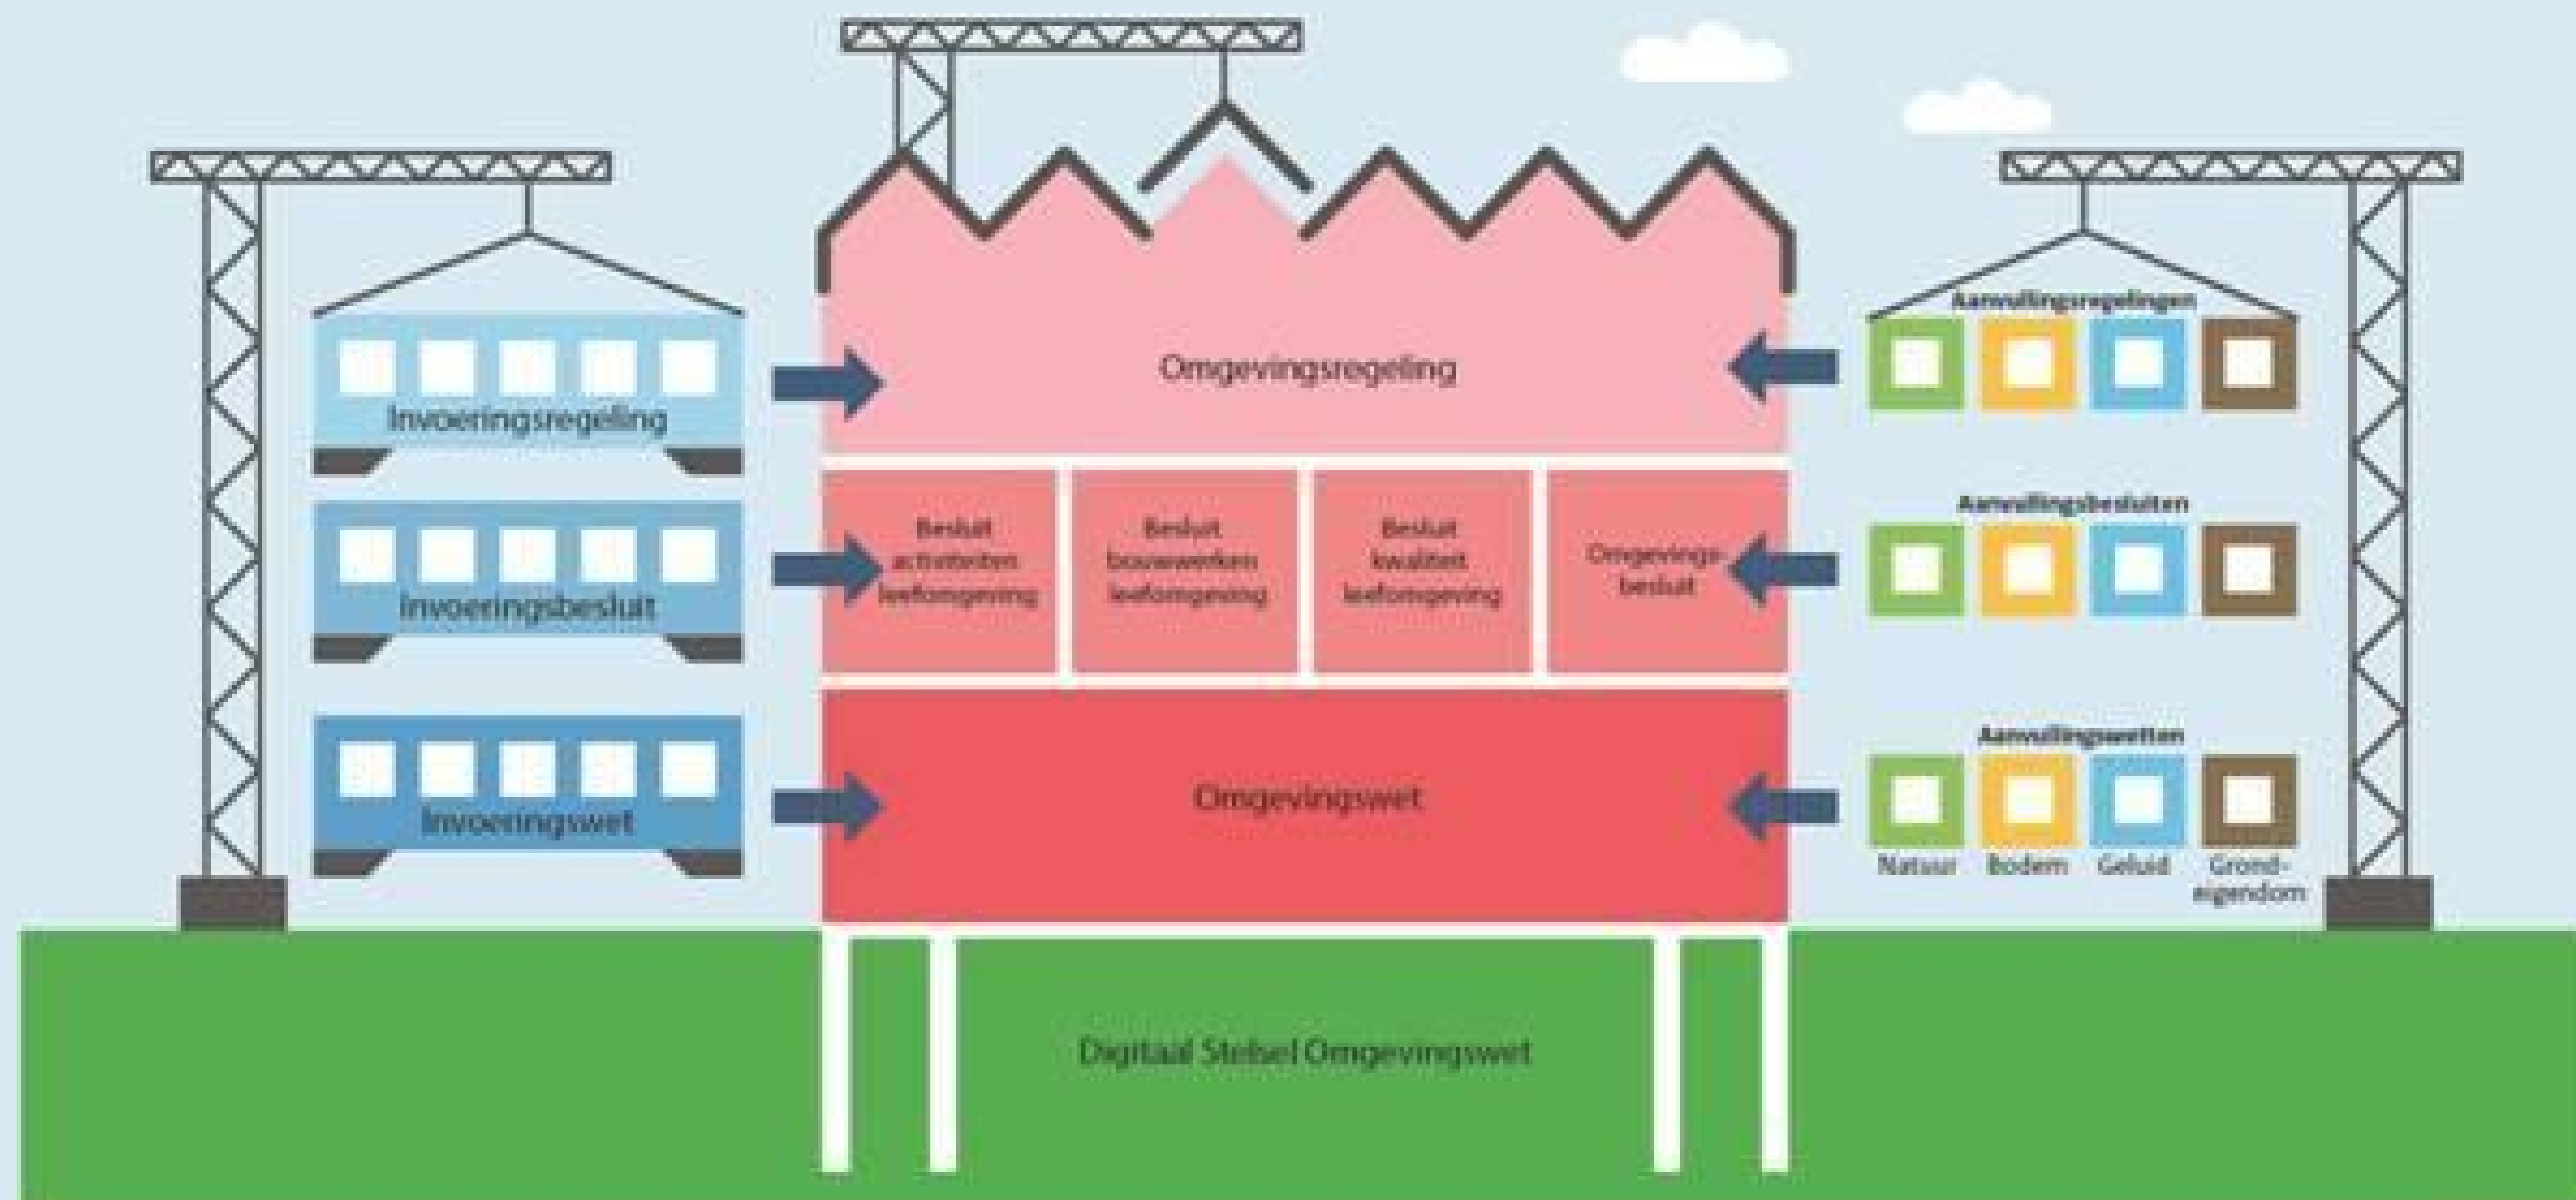 Aanvullingsregelingen
Omgevingsregeling
Invoeringsregeling
Aanvullingsbesluiten
Besluit
activiteiten
leefomgeving
Besluit
bouwwerken
leefomgeving
Besluit
kwaliteit
leefomgeving
Omgevings-
besluit
Invoeringsbesluit
Aanvullingswetten
Omgevingswet
Invoeringswet
Natuur
Bodem
Geluid
Grond-
eigendom
Digitaal Stelsel Omgevingswet